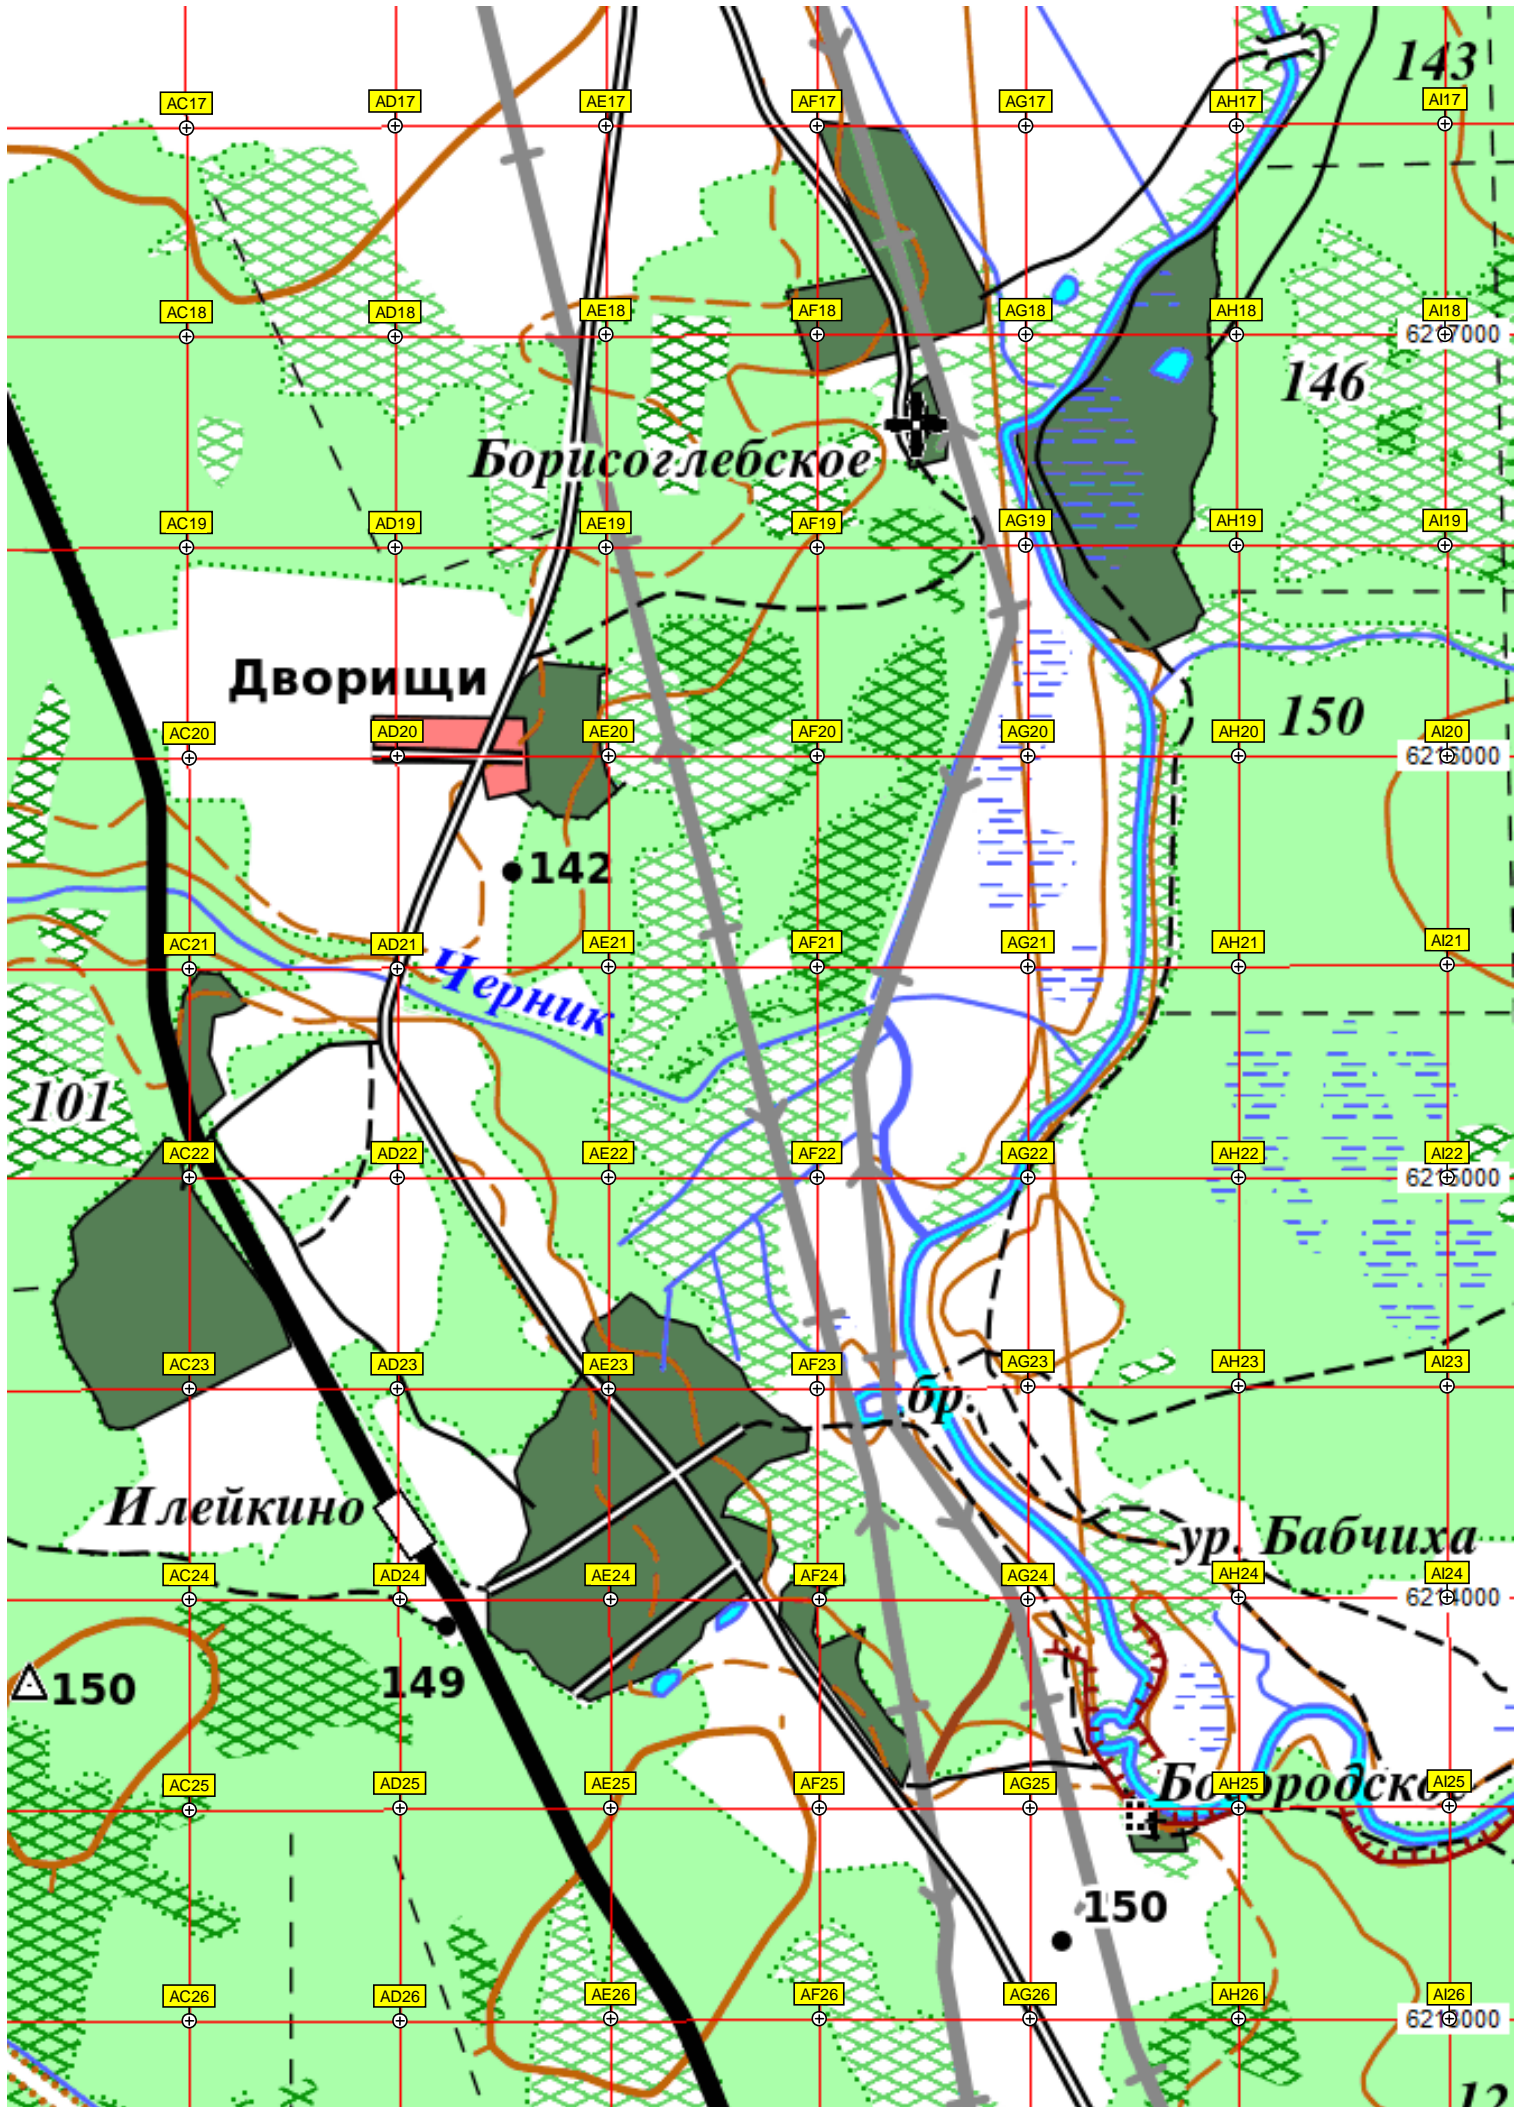 143
AC17 AD17 AE17 AF17 AG17 AH17 AI17
AC18 AD18 AE18 AF18 AG18 AH18 AI18
146
Борисоглебское
AC19 AD19 AE19 AF19 AG19 AH19 AI19
Дворищи
150
AC20 AD20 AE20 AF20 AG20 AH20 AI20
142
AC21 AD21 AE21 AF21 AG21 AH21 AI21
Черник
101
AC22 AD22 AE22 AF22 AG22 AH22 AI22
AC23 AD23 AE23 AF23 AG23 AH23 AI23
бр.
Илейкино
ур. Бабчиха
AC24 AD24 AE24 AF24 AG24 AH24 AI24
150
149
AC25 AD25 AE25 AF25 AG25 AH25 AI25
150
AC26 AD26 AE26 AF26 AG26 AH26 AI26
12